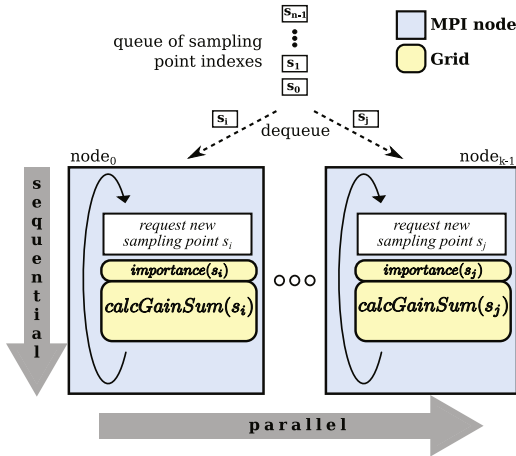 s_{n-1}
queue of sampling
point indexes
s_1
s_0
MPI node
Grid
s_i
s_j
dequeue
node_0
node_{k-1}
sequential
request new
sampling point s_i
importance(s_i)
calcGainSum(s_i)
request new
sampling point s_j
importance(s_j)
calcGainSum(s_j)
parallel